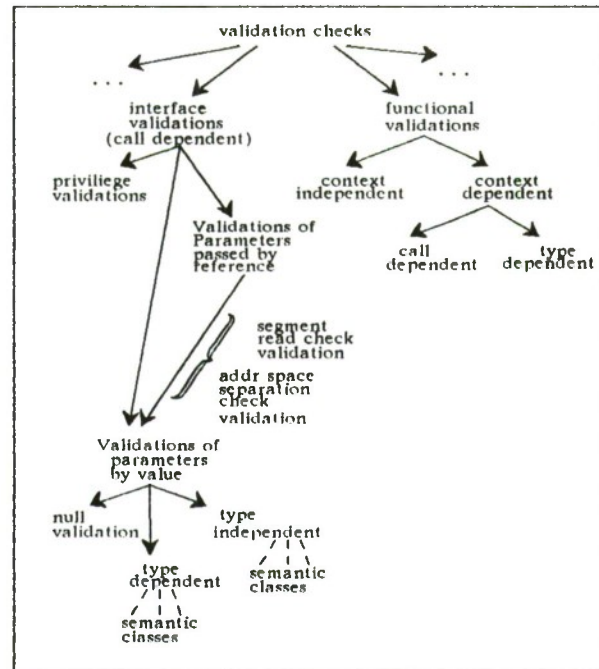 validation checks
. . .
. . .
interface
validations
(call dependent)
functional
validations
priviliege
validations
context
independent
context
dependent
Validations of
Parameters
passed by
reference
call
dependent
type
dependent
segment
read check
validation
addr space
separation
check
validation
Validations of
parameters
by value
null
validation
type
independent
type
dependent
semantic
classes
semantic
classes